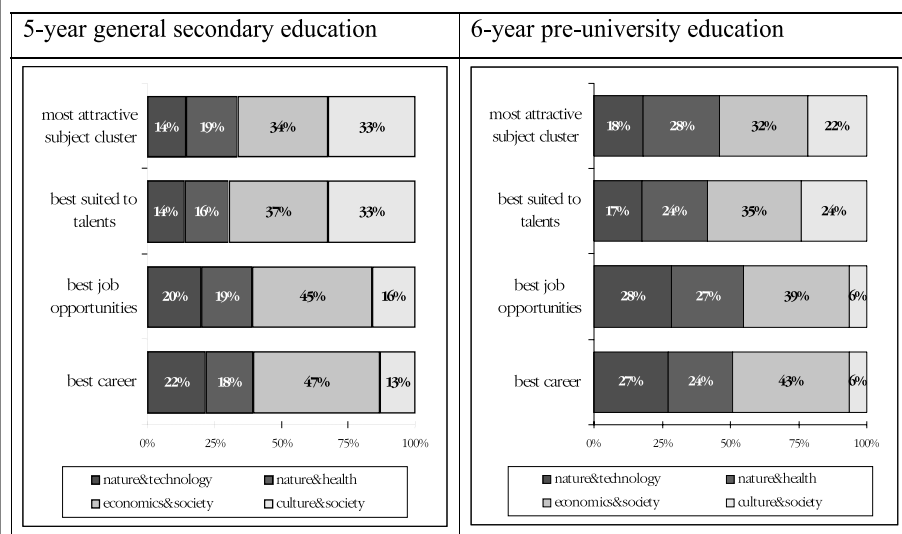 5-year general secondary education
6-year pre-university education
most attractive
subject cluster
14% 19% 34% 33%
best suited to
talents
14% 16% 37% 33%
best job
opportunities
20% 19% 45% 16%
best career
22% 18% 47% 13%
0% 25% 50% 75% 100%
nature&technology nature&health
economics&society culture&society
most attractive
subject cluster
18% 28% 32% 22%
best suited to
talents
17% 24% 35% 24%
best job
opportunities
28% 27% 39% 6%
best career
27% 24% 43% 6%
0% 25% 50% 75% 100%
nature&technology nature&health
economics&society culture&society